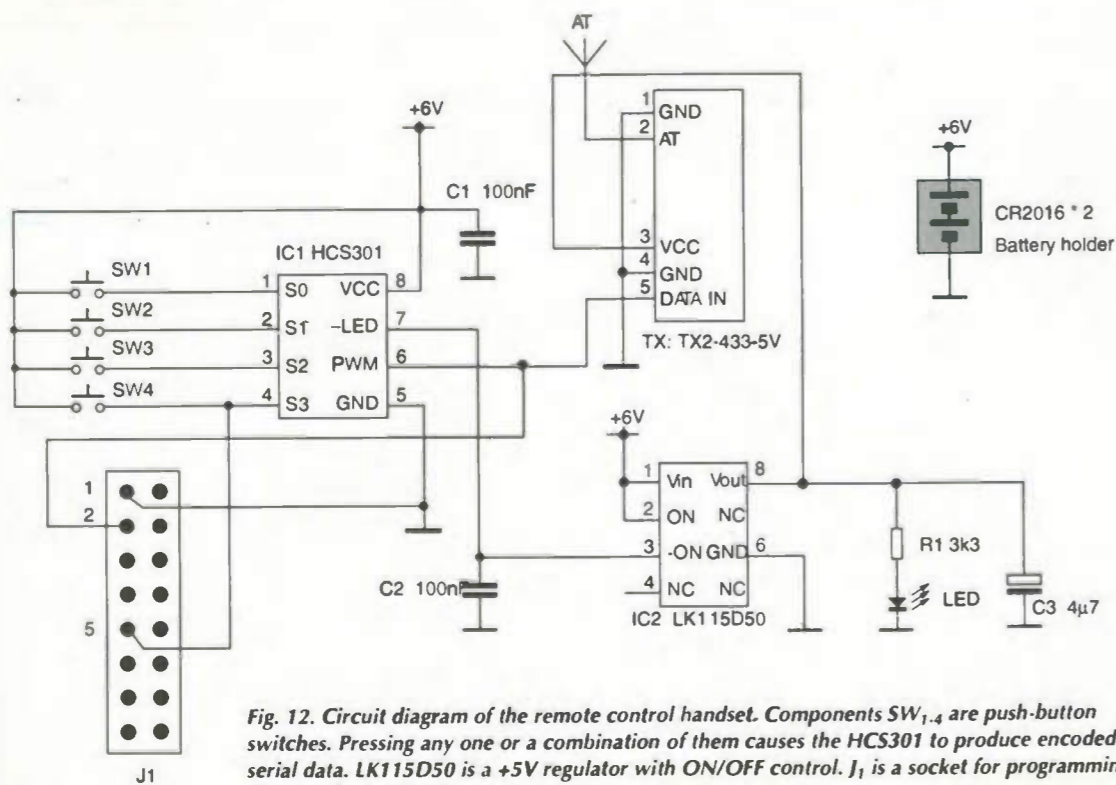 AT
+6V
C1 100nF
IC1 HCS301
SW1
1 S0 VCC 8
SW2
2 S1 –LED 7
SW3
3 S2 PWM 6
SW4
4 S3 GND 5
1 GND
2 AT
3 VCC
4 GND
5 DATA IN
TX: TX2-433-5V
+6V
CR2016 * 2
Battery holder
+6V
1 Vin Vout 8
2 ON NC
3 -ON GND 6
4 NC NC
IC2 LK115D50
C2 100nF
R1 3k3
LED
C3 4µ7
1
2
5
J1
Fig. 12. Circuit diagram of the remote control handset. Components SW1-4 are push-button
switches. Pressing any one or a combination of them causes the HCS301 to produce encoded
serial data. LK115D50 is a +5V regulator with ON/OFF control. J1 is a socket for programmin